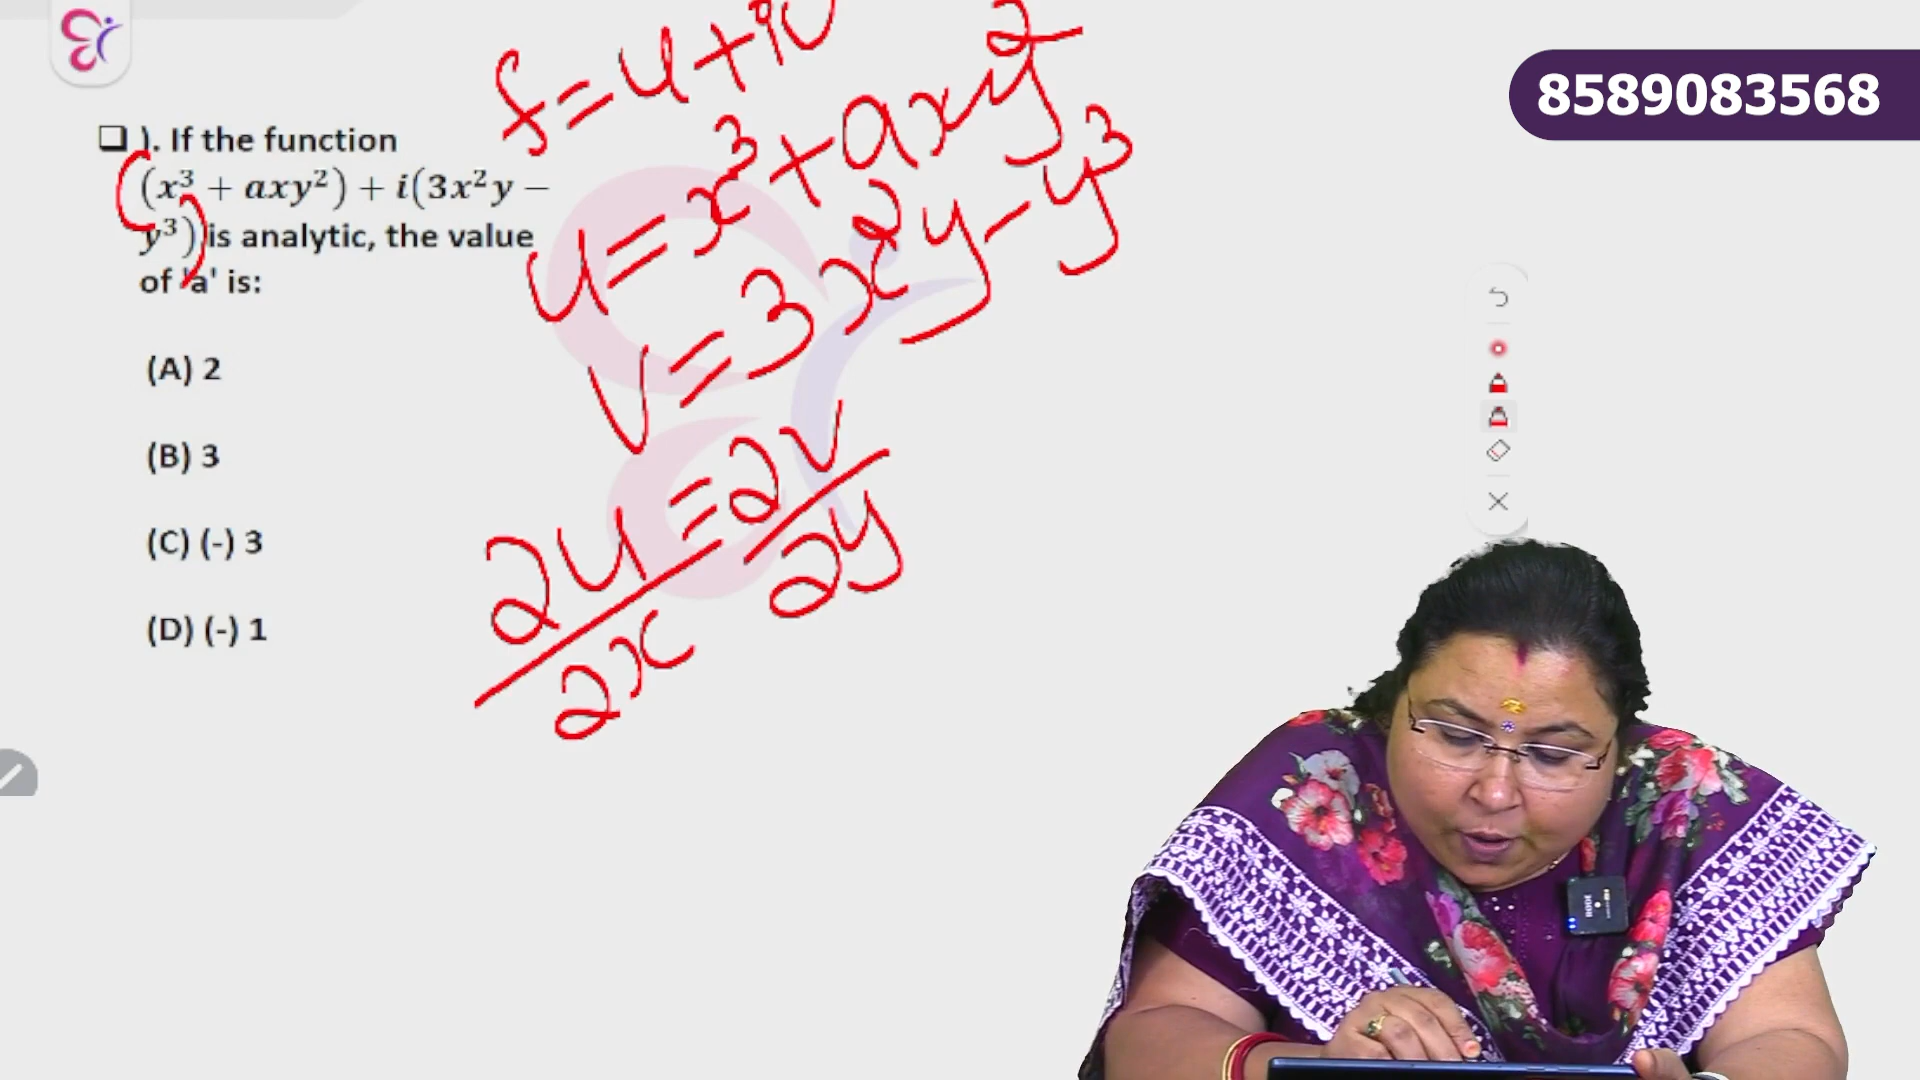 8589083568
f=u+iv
❑ ). If the function
(x³ + axy²) + i(3x²y −
y³) is analytic, the value
of 'a' is:
(A) 2
(B) 3
(C) (-) 3
(D) (-) 1
u=x³+axy²
v=3x²y-y³
∂u/∂x=∂v/∂y
RODE